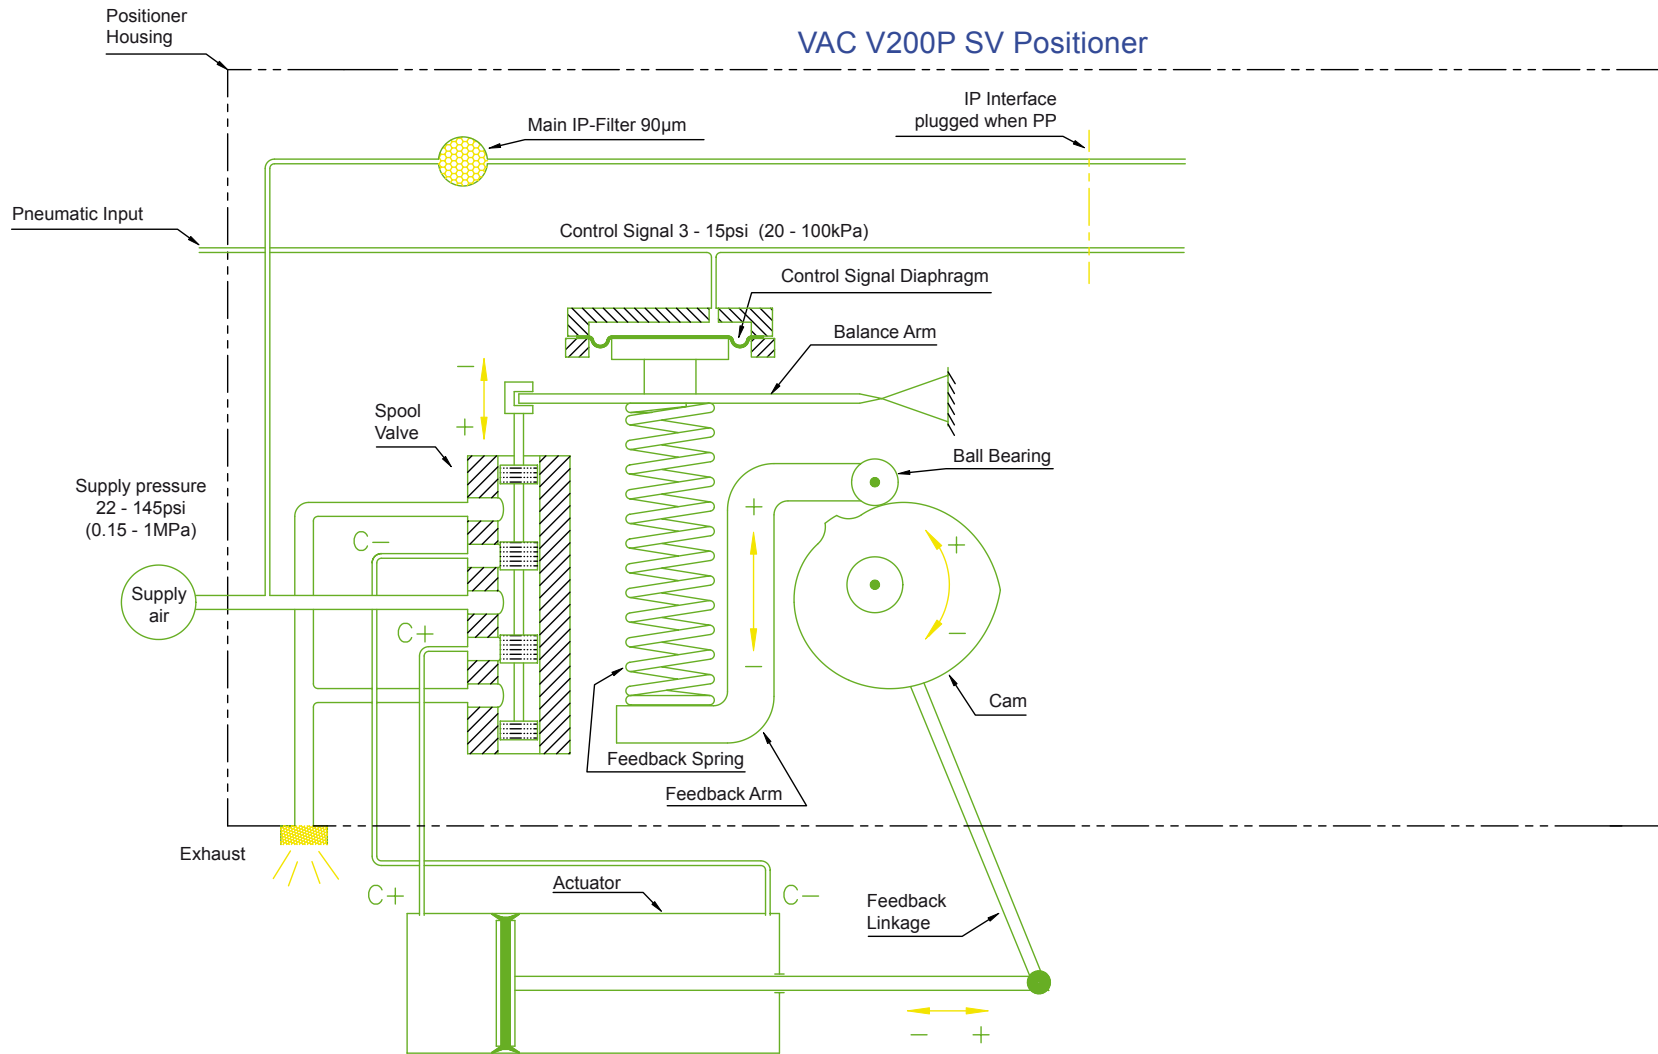 Positioner
Housing
VAC V200P SV Positioner
IP Interface
plugged when PP
Main IP-Filter 90µm
Pneumatic Input
Control Signal 3 - 15psi (20 - 100kPa)
Control Signal Diaphragm
Balance Arm
−
+
Spool
Valve
Ball Bearing
Supply pressure
22 - 145psi
(0.15 - 1MPa)
C−
+
+
Supply
air
C+
−
−
Cam
Feedback Spring
Feedback Arm
Exhaust
C+
Actuator
C−
Feedback
Linkage
− +